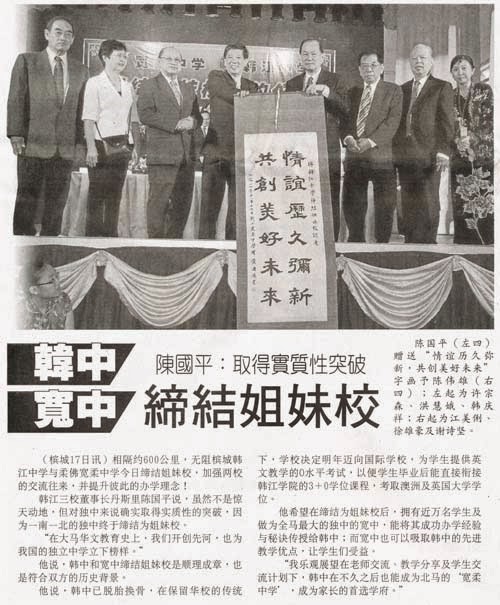 情誼歷久彌新
共創美好未來
韓中
寬中
陳國平：取得實質性突破
締結姐妹校
陈国平（左四）
赠送“情谊历久弥
新，共创美好未来”
字画予陈伟雄（右
四）；左起为许宗
森、洪慧娥、韩庆
祥；右起为江美俐、
徐雄豪及谢诗坚。
（槟城17日讯）相隔约600公里，无阻槟城韩
江中学与柔佛宽柔中学今日缔结姐妹校，加强两校
的交流往来，并提升彼此的办学理念！
韩江三校董事长丹斯里陈国平说，虽然不是惊
天动地，但对独中来说确实取得实质性的突破，因
为一南一北的独中终于缔结为姐妹校。
“在大马华文教育史上，我们开创先河，也为
我国的独立中学立下榜样。”
他说，韩中和宽中缔结姐妹校是顺理成章，也
是符合双方的历史背景。
他说，韩中已脱胎换骨，在保留华校的传统
下，学校决定明年迈向国际学校，为学生提供英
文教学的O水平考试，以便学生毕业后能直接衔接
韩江学院的3+0学位课程，考取澳洲及英国大学学
位。
他希望在缔结为姐妹校后，拥有近万名学生及
做为全马最大的独中的宽中，能将其成功办学经验
与秘诀传授给韩中；而宽中也可以吸取韩中的先进
教学优点，让学生们受益。
“我乐观展望在老师交流、教学分享及学生交
流计划下，韩中在不久之后也能成为北马的‘宽柔
中学’，成为家长的首选学府。”